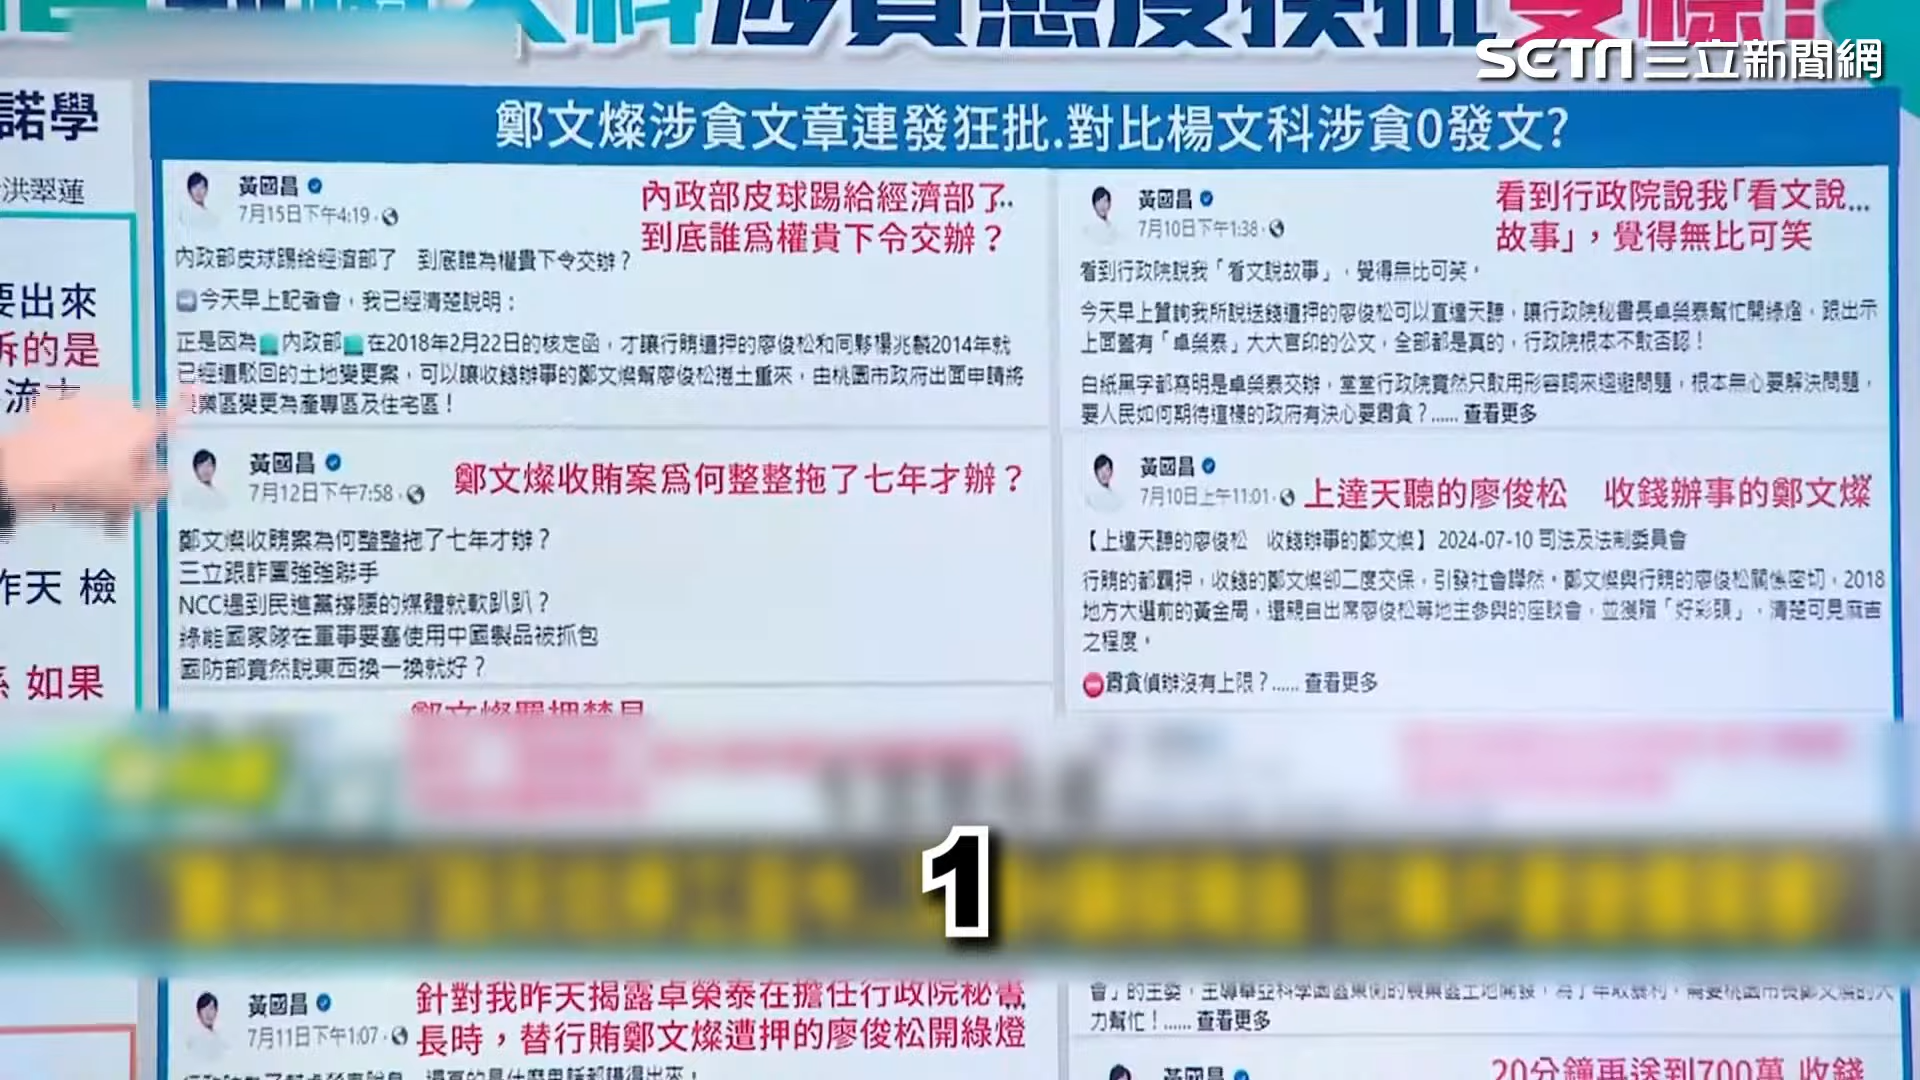 SETN三立新聞網
諾學
洪翠蓮
要出來
訴的是
昨天 檢
如果
鄭文燦涉貪文章連發狂批.對比楊文科涉貪0發文?
黃國昌
7月15日下午4:19
內政部皮球踢給經濟部了...
到底誰為權貴下令交辦？
內政部皮球踢給經濟部了 到底誰為權貴下令交辦？
今天早上記者會，我已經清楚說明：
正是因為內政部在2018年2月22日的核定函，才讓行賄遭押的廖俊松和同夥楊兆麟2014年就
已經遭駁回的土地變更案，可以讓收錢辦事的鄭文燦幫廖俊松捲土重來，由桃園市政府出面申請將
農業區變更為產專區及住宅區！
黃國昌
7月12日下午7:58
鄭文燦收賄案為何整整拖了七年才辦？
鄭文燦收賄案為何整整拖了七年才辦？
三立跟詐團強強聯手
NCC遇到民進黨撐腰的媒體就軟趴趴？
綠能國家隊在軍事要塞使用中國製品被抓包
國防部竟然說東西換一換就好？
鄭文燦羈押禁見
黃國昌
7月10日下午1:38
看到行政院說我「看文說...
故事」，覺得無比可笑
看到行政院說我「看文說故事」，覺得無比可笑。
今天早上質詢我所說送錢遭押的廖俊松可以直達天聽，讓行政院秘書長卓榮泰幫忙開綠燈，跟出示
上面蓋有「卓榮泰」大大官印的公文，全部都是真的，行政院根本不敢否認！
白紙黑字都寫明是卓榮泰交辦，堂堂行政院竟然只敢用形容詞來迴避問題，根本無心要解決問題，
要人民如何期待這樣的政府有決心要肅貪？...... 查看更多
黃國昌
7月10日上午11:01
上達天聽的廖俊松 收錢辦事的鄭文燦
【上達天聽的廖俊松 收錢辦事的鄭文燦】2024-07-10 司法及法制委員會
行賄的都羈押，收錢的鄭文燦卻二度交保，引發社會譁然。鄭文燦與行賄的廖俊松關係密切，2018
地方大選前的黃金周，還親自出席廖俊松等地主參與的座談會，並獲贈「好彩頭」，清楚可見麻吉
之程度。
肅貪偵辦沒有上限？...... 查看更多
1
黃國昌
7月11日下午1:07
針對我昨天揭露卓榮泰在擔任行政院秘書
長時，替行賄鄭文燦遭押的廖俊松開綠燈
力幫忙！...... 查看更多
黃國昌
20分鐘再送到700萬 收錢